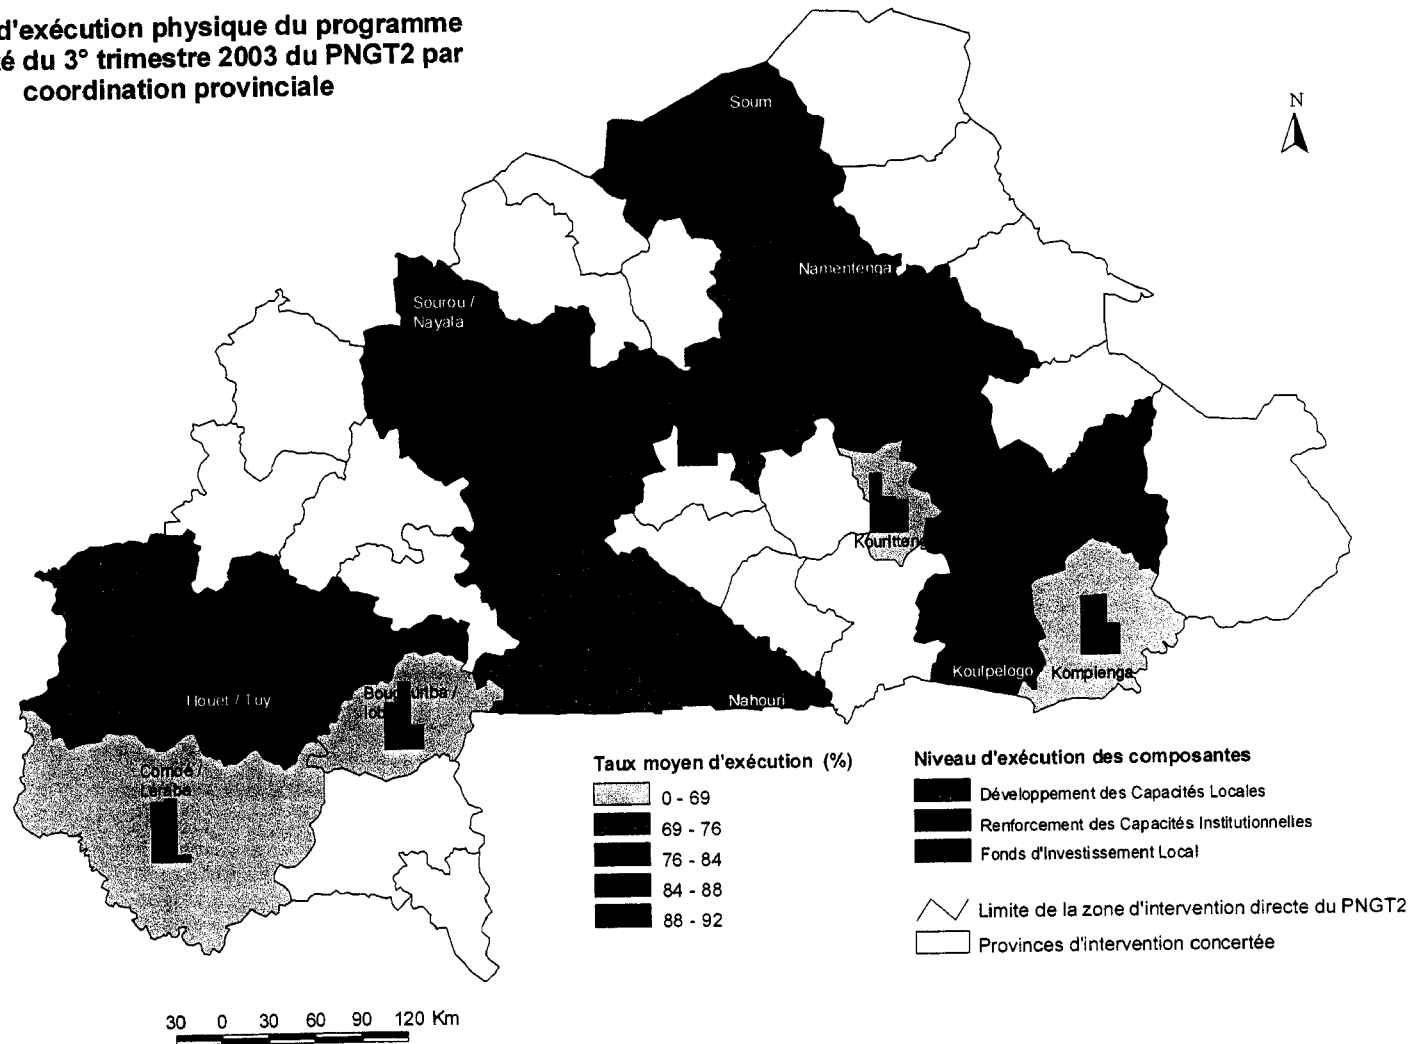 d'exécution physique du programme
é du 3° trimestre 2003 du PNGT2 par
coordination provinciale
N
Soum
Namentenga
Sourou /
Nayala
Houet / Tuy
Comoé /
Léraba
Nahouri
Koulpelogo
Kompienga
Taux moyen d'exécution (%)
0 - 69
69 - 76
76 - 84
84 - 88
88 - 92
Niveau d'exécution des composantes
Développement des Capacités Locales
Renforcement des Capacités Institutionnelles
Fonds d'Investissement Local
Limite de la zone d'intervention directe du PNGT2
Provinces d'intervention concertée
30 0 30 60 90 120 Km